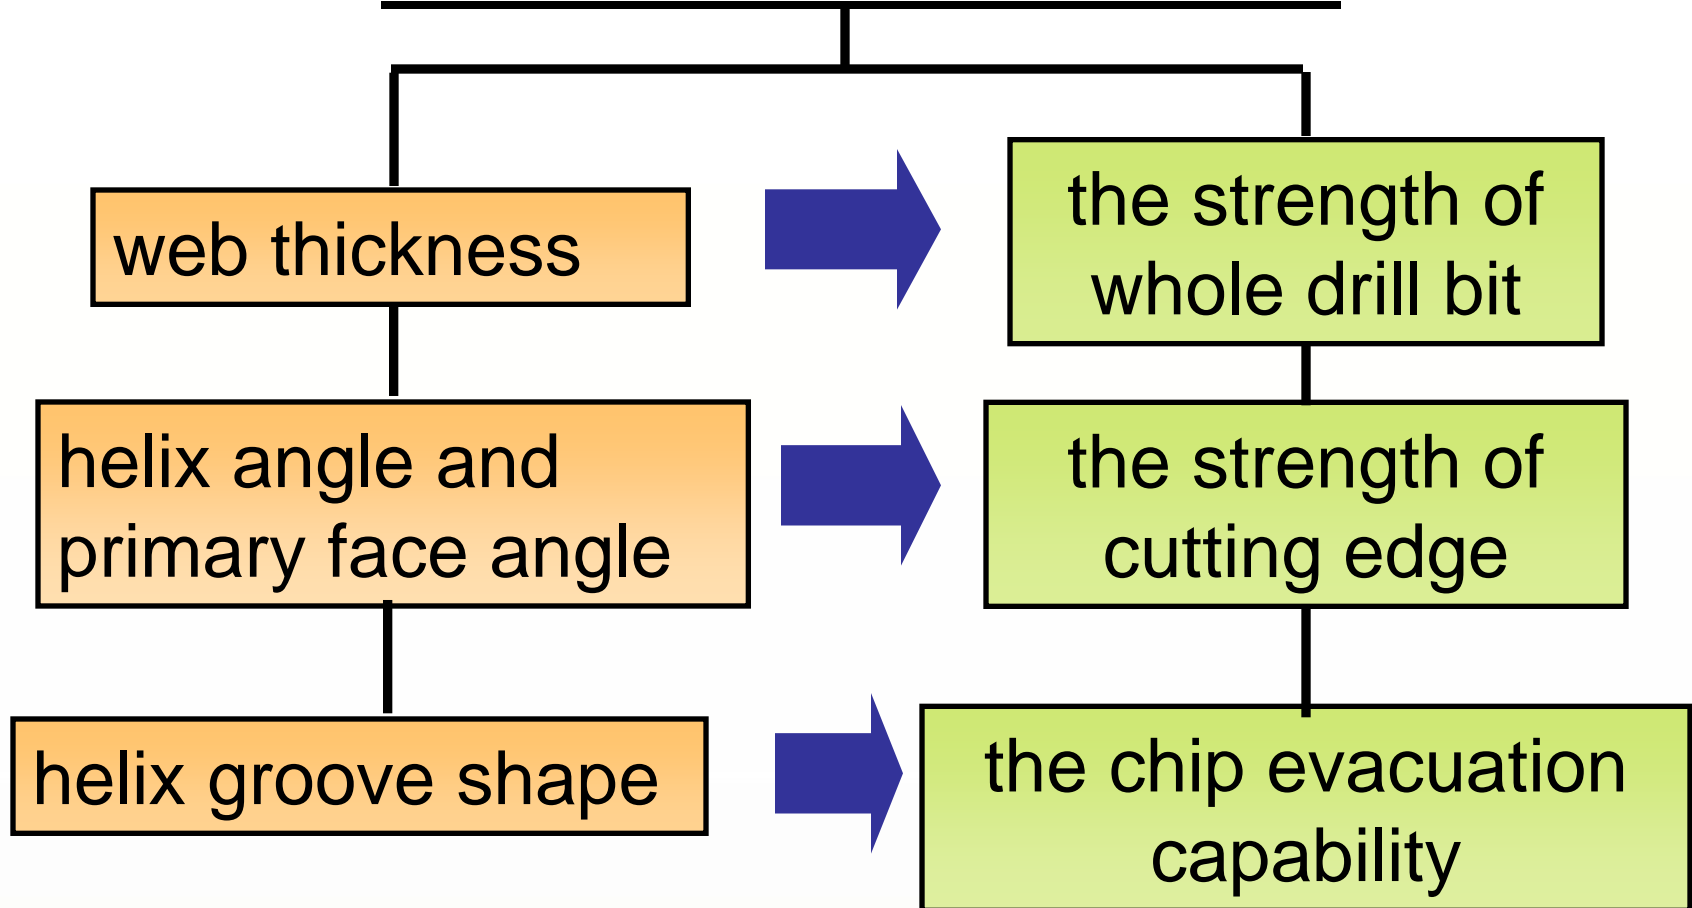 web thickness
the strength of
whole drill bit
helix angle and
primary face angle
the strength of
cutting edge
helix groove shape
the chip evacuation
capability